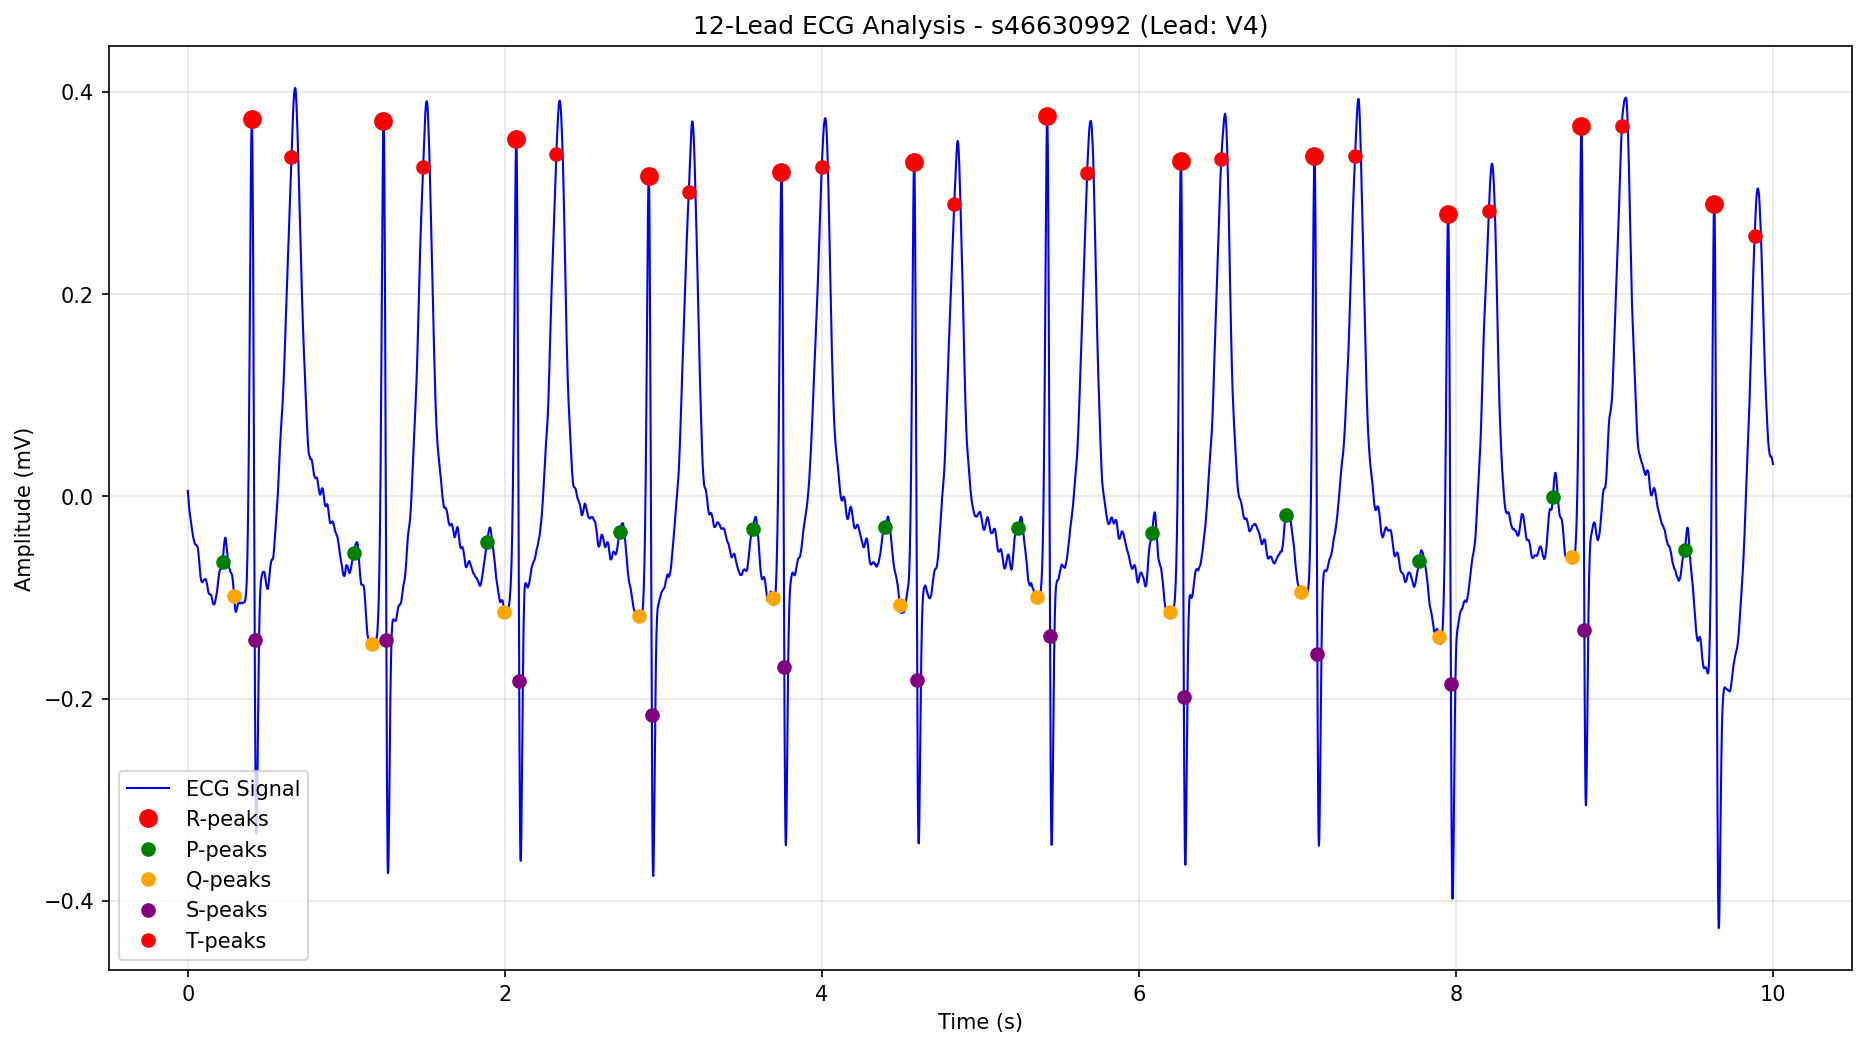 12-Lead ECG Analysis - s46630992 (Lead: V4)
Amplitude (mV)
0.4
0.2
0.0
−0.2
−0.4
ECG Signal
R-peaks
P-peaks
Q-peaks
S-peaks
T-peaks
0 2 4 6 8 10
Time (s)